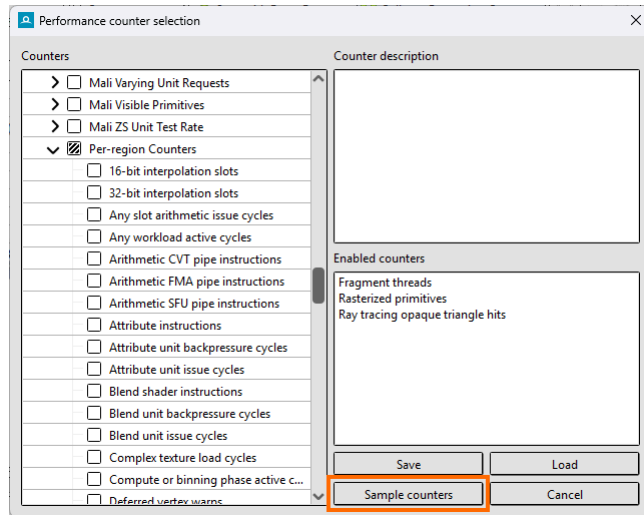 Performance counter selection
Counters
Mali Varying Unit Requests
Mali Visible Primitives
Mali ZS Unit Test Rate
Per-region Counters
16-bit interpolation slots
32-bit interpolation slots
Any slot arithmetic issue cycles
Any workload active cycles
Arithmetic CVT pipe instructions
Arithmetic FMA pipe instructions
Arithmetic SFU pipe instructions
Attribute instructions
Attribute unit backpressure cycles
Attribute unit issue cycles
Blend shader instructions
Blend unit backpressure cycles
Blend unit issue cycles
Complex texture load cycles
Compute or binning phase active c...
Deferred vertex warps
Counter description
Enabled counters
Fragment threads
Rasterized primitives
Ray tracing opaque triangle hits
Save
Load
Sample counters
Cancel